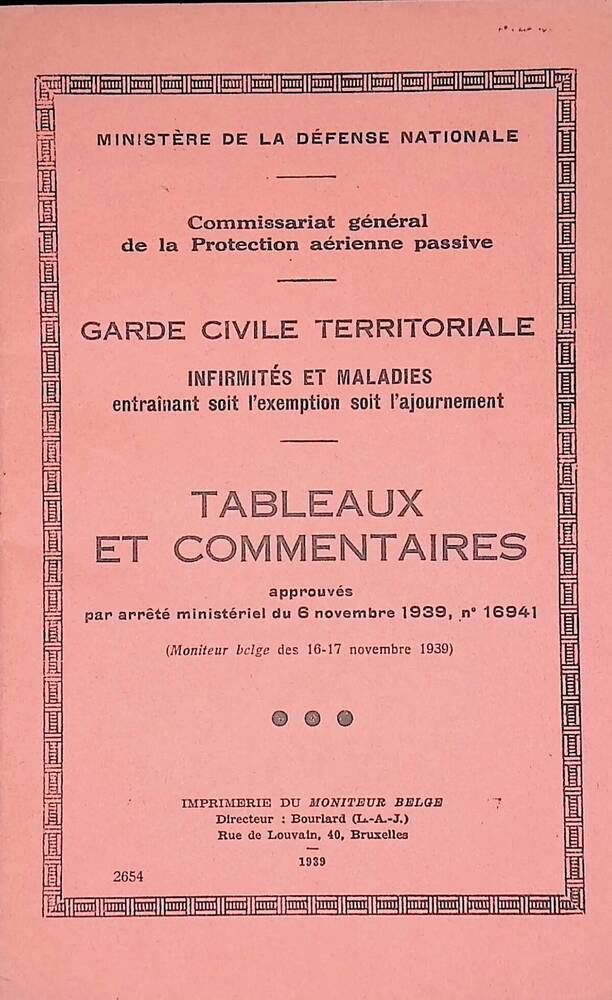 MINISTÈRE DE LA DÉFENSE NATIONALE
Commissariat général
de la Protection aérienne passive
GARDE CIVILE TERRITORIALE
INFIRMITÉS ET MALADIES
entraînant soit l'exemption soit l'ajournement
TABLEAUX
ET COMMENTAIRES
approuvés
par arrêté ministériel du 6 novembre 1939, n° 16941
(Moniteur belge des 16-17 novembre 1939)
IMPRIMERIE DU MONITEUR BELGE
Directeur : Bourlard (L.-A.-J.)
Rue de Louvain, 40, Bruxelles
1939
2654